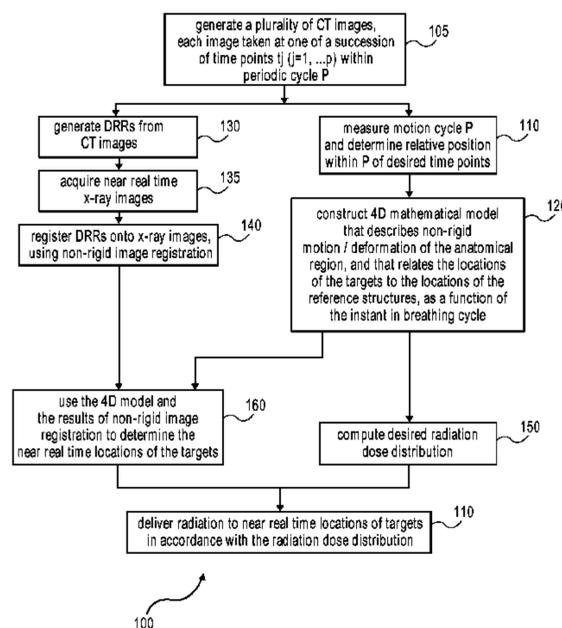 generate a plurality of CT images,
each image taken at one of a succession
of time points tj (j=1, ...p) within
periodic cycle P
105
generate DRRs from
CT images
130
measure motion cycle P
and determine relative position
within P of desired time points
110
acquire near real time
x-ray images
135
register DRRs onto x-ray images,
using non-rigid image registration
140
construct 4D mathematical model
that describes non-rigid
motion / deformation of the anatomical
region, and that relates the locations
of the targets to the locations of the
reference structures, as a function of
the instant in breathing cycle
120
use the 4D model and
the results of non-rigid image
registration to determine the
near real time locations of the targets
160
compute desired radiation
dose distribution
150
deliver radiation to near real time locations of targets
in accordance with the radiation dose distribution
110
100